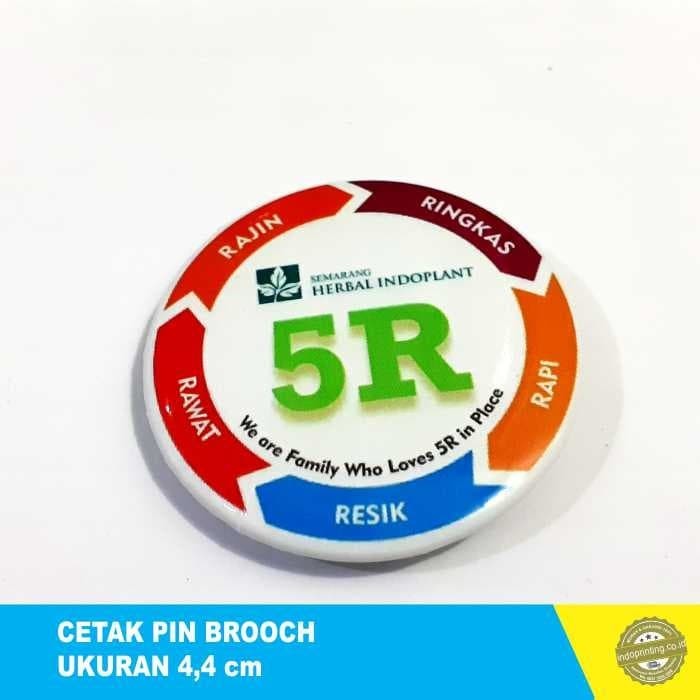 RAJIN
RINGKAS
SEMARANG
HERBAL INDOPLANT
5R
RAPI
RAWAT
We are Family Who Loves 5R in Place
RESIK
CETAK PIN BROOCH
UKURAN 4,4 cm
indoprinting.co.id